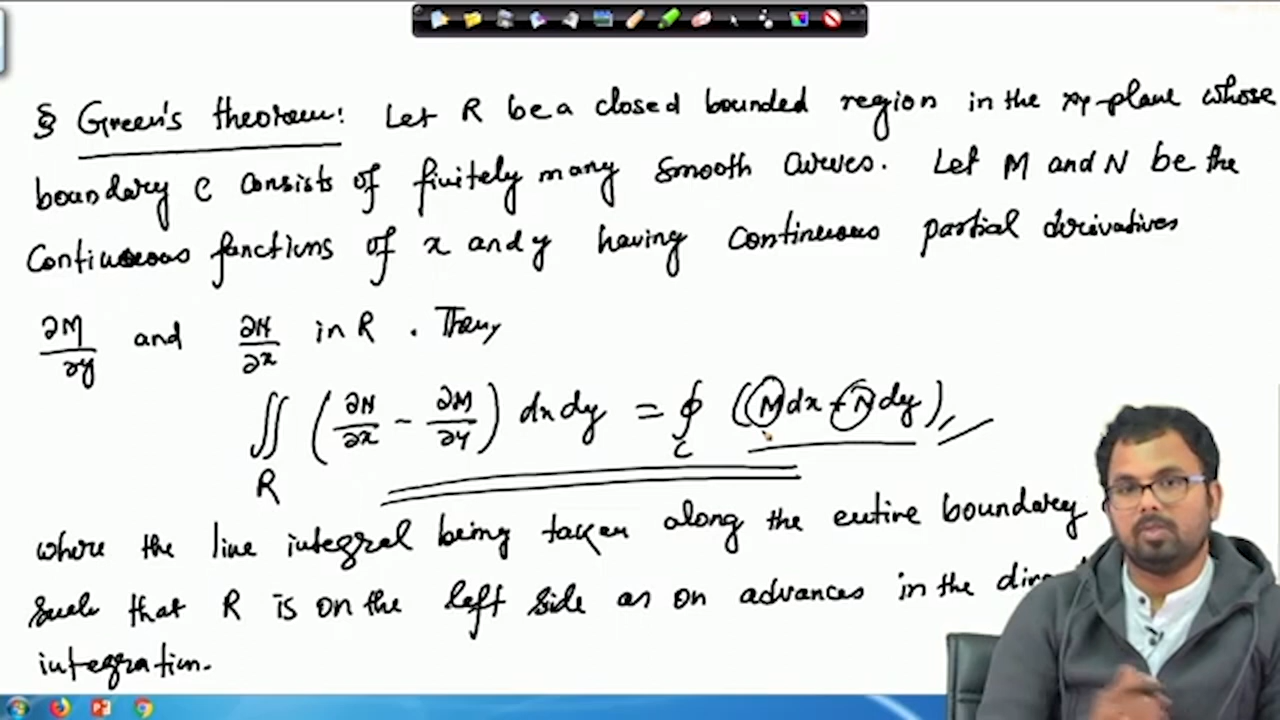 § Green's theorem: Let R be a closed bounded region in the xy-plane whose
boundary C consists of finitely many smooth curves. Let M and N be the
continuous functions of x and y having continuous partial derivatives
∂M/∂y and ∂N/∂x in R. Then,
∬_R (∂N/∂x - ∂M/∂y) dx dy = ∮_C (M dx + N dy),
where the line integral being taken along the entire boundary
such that R is on the left side as on advances in the
integration.